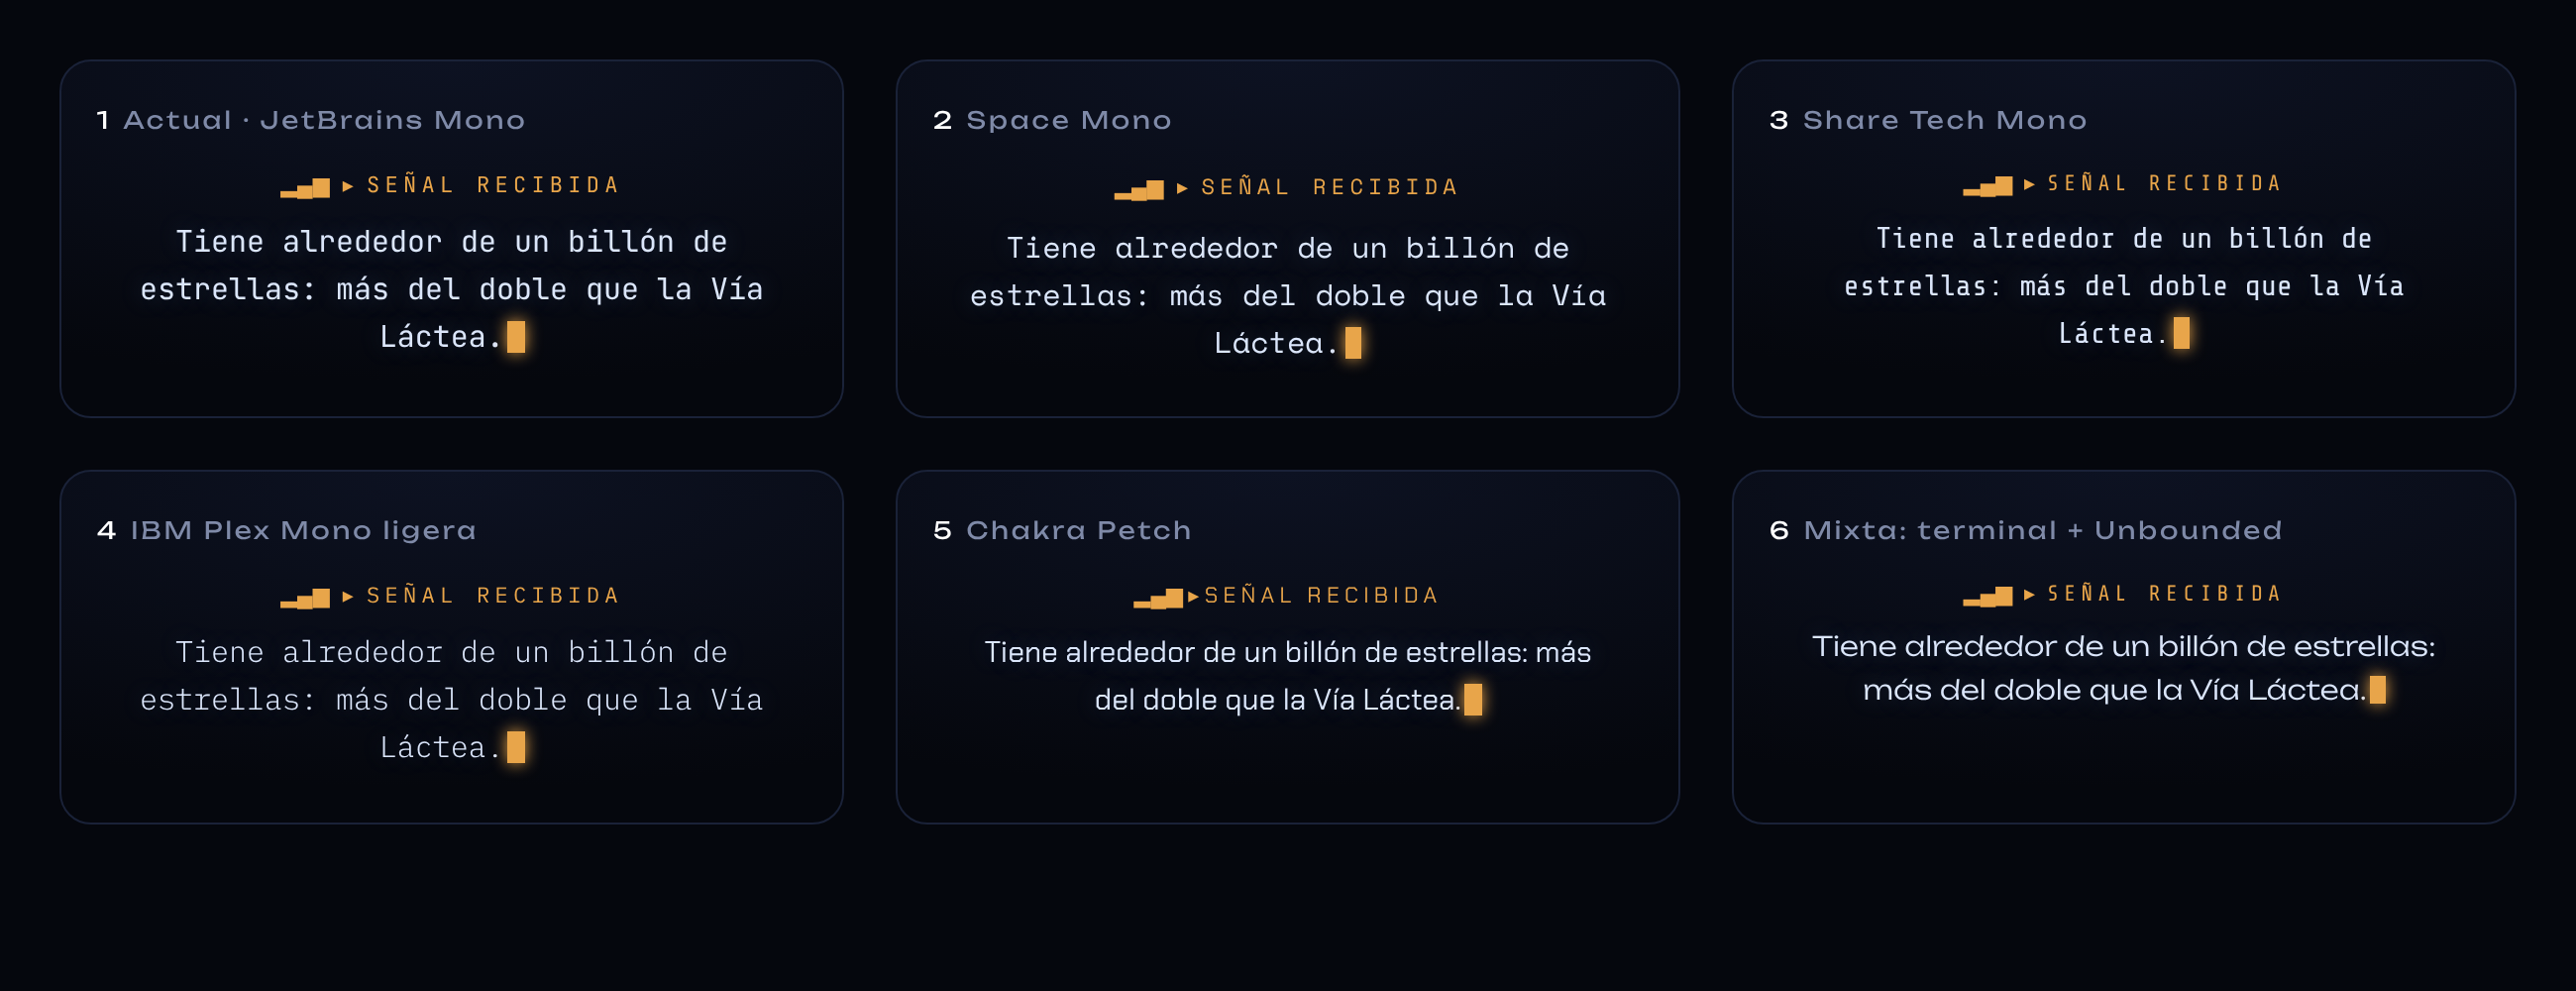 1 Actual · JetBrains Mono
▂▄▆ ▸ SEÑAL RECIBIDA
Tiene alrededor de un billón de
estrellas: más del doble que la Vía
Láctea.
2 Space Mono
▂▄▆ ▸ SEÑAL RECIBIDA
Tiene alrededor de un billón de
estrellas: más del doble que la Vía
Láctea.
3 Share Tech Mono
▂▄▆ ▸ SEÑAL RECIBIDA
Tiene alrededor de un billón de
estrellas: más del doble que la Vía
Láctea.
4 IBM Plex Mono ligera
▂▄▆ ▸ SEÑAL RECIBIDA
Tiene alrededor de un billón de
estrellas: más del doble que la Vía
Láctea.
5 Chakra Petch
▂▄▆ ▸ SEÑAL RECIBIDA
Tiene alrededor de un billón de estrellas: más
del doble que la Vía Láctea.
6 Mixta: terminal + Unbounded
▂▄▆ ▸ SEÑAL RECIBIDA
Tiene alrededor de un billón de estrellas:
más del doble que la Vía Láctea.